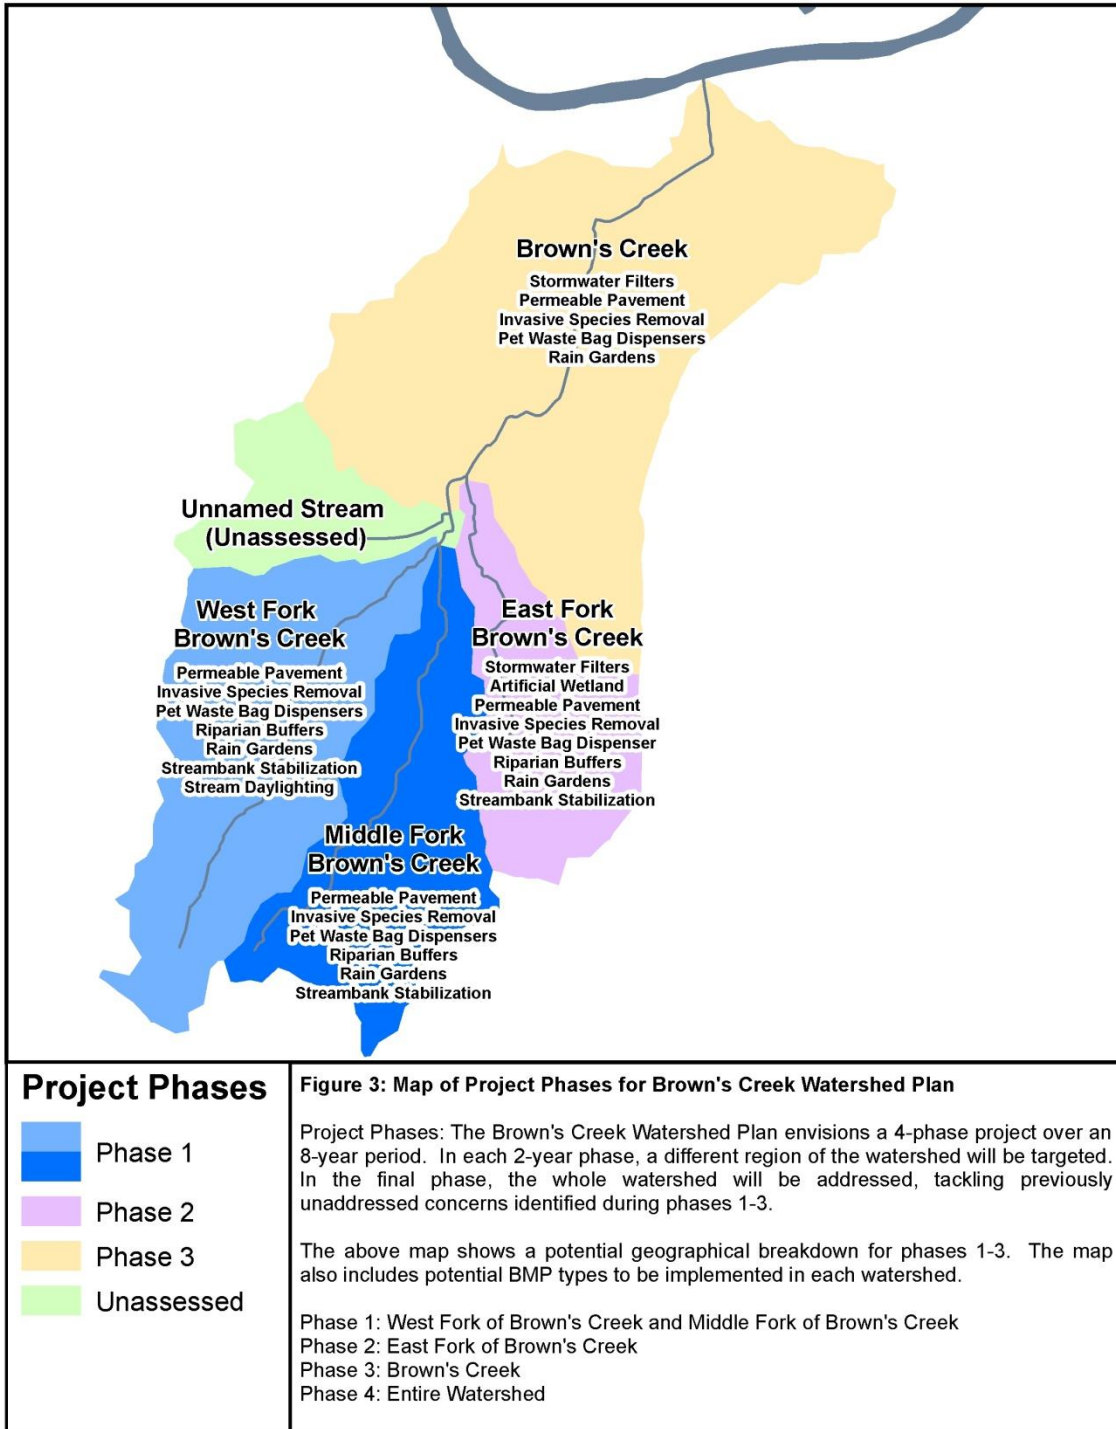 Brown's Creek
Stormwater Filters
Permeable Pavement
Invasive Species Removal
Pet Waste Bag Dispensers
Rain Gardens
Unnamed Stream
(Unassessed)
West Fork
Brown's Creek
Permeable Pavement
Invasive Species Removal
Pet Waste Bag Dispensers
Riparian Buffers
Rain Gardens
Streambank Stabilization
Stream Daylighting
East Fork
Brown's Creek
Stormwater Filters
Artificial Wetland
Permeable Pavement
Invasive Species Removal
Pet Waste Bag Dispenser
Riparian Buffers
Rain Gardens
Streambank Stabilization
Middle Fork
Brown's Creek
Permeable Pavement
Invasive Species Removal
Pet Waste Bag Dispensers
Riparian Buffers
Rain Gardens
Streambank Stabilization
Project Phases
Phase 1
Phase 2
Phase 3
Unassessed
Figure 3: Map of Project Phases for Brown's Creek Watershed Plan
Project Phases: The Brown's Creek Watershed Plan envisions a 4-phase project over an
8-year period. In each 2-year phase, a different region of the watershed will be targeted.
In the final phase, the whole watershed will be addressed, tackling previously
unaddressed concerns identified during phases 1-3.
The above map shows a potential geographical breakdown for phases 1-3. The map
also includes potential BMP types to be implemented in each watershed.
Phase 1: West Fork of Brown's Creek and Middle Fork of Brown's Creek
Phase 2: East Fork of Brown's Creek
Phase 3: Brown's Creek
Phase 4: Entire Watershed